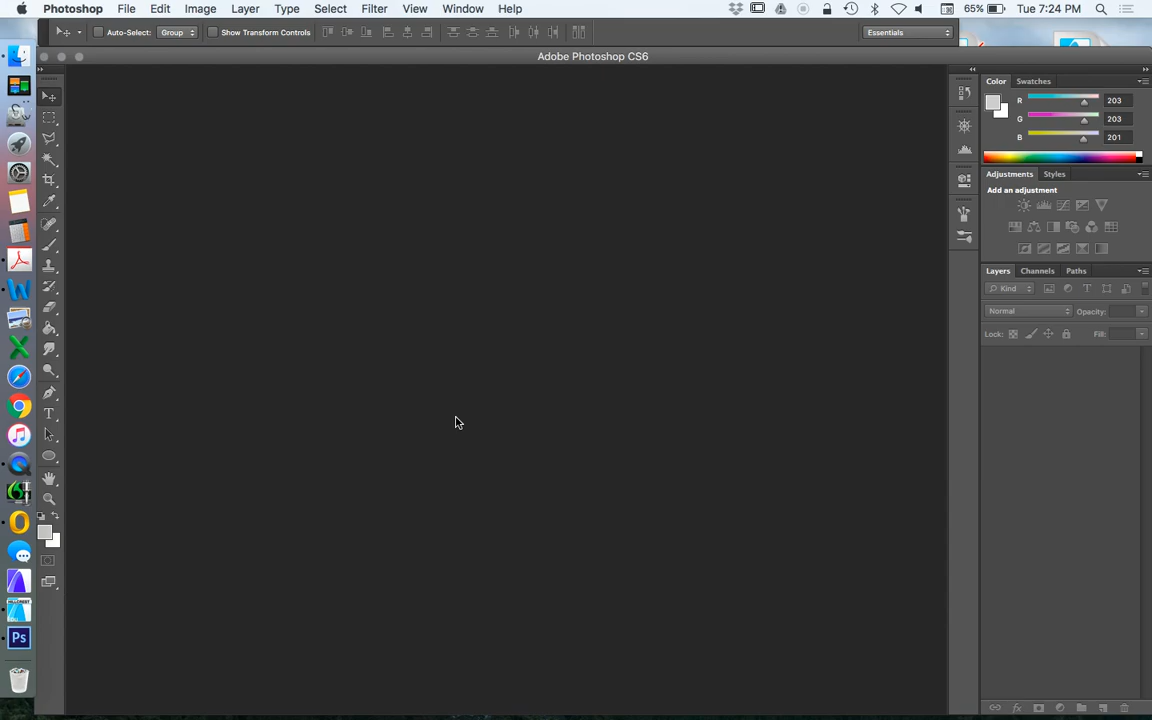 Photoshop File Edit Image Layer Type Select Filter View Window Help 65% Tue 7:24 PM
Auto-Select: Group Show Transform Controls Essentials
Adobe Photoshop CS6
Color Swatches
R 203
G 203
B 201
Adjustments Styles
Add an adjustment
Layers Channels Paths
Kind
Normal Opacity:
Lock: Fill:
T
Ps